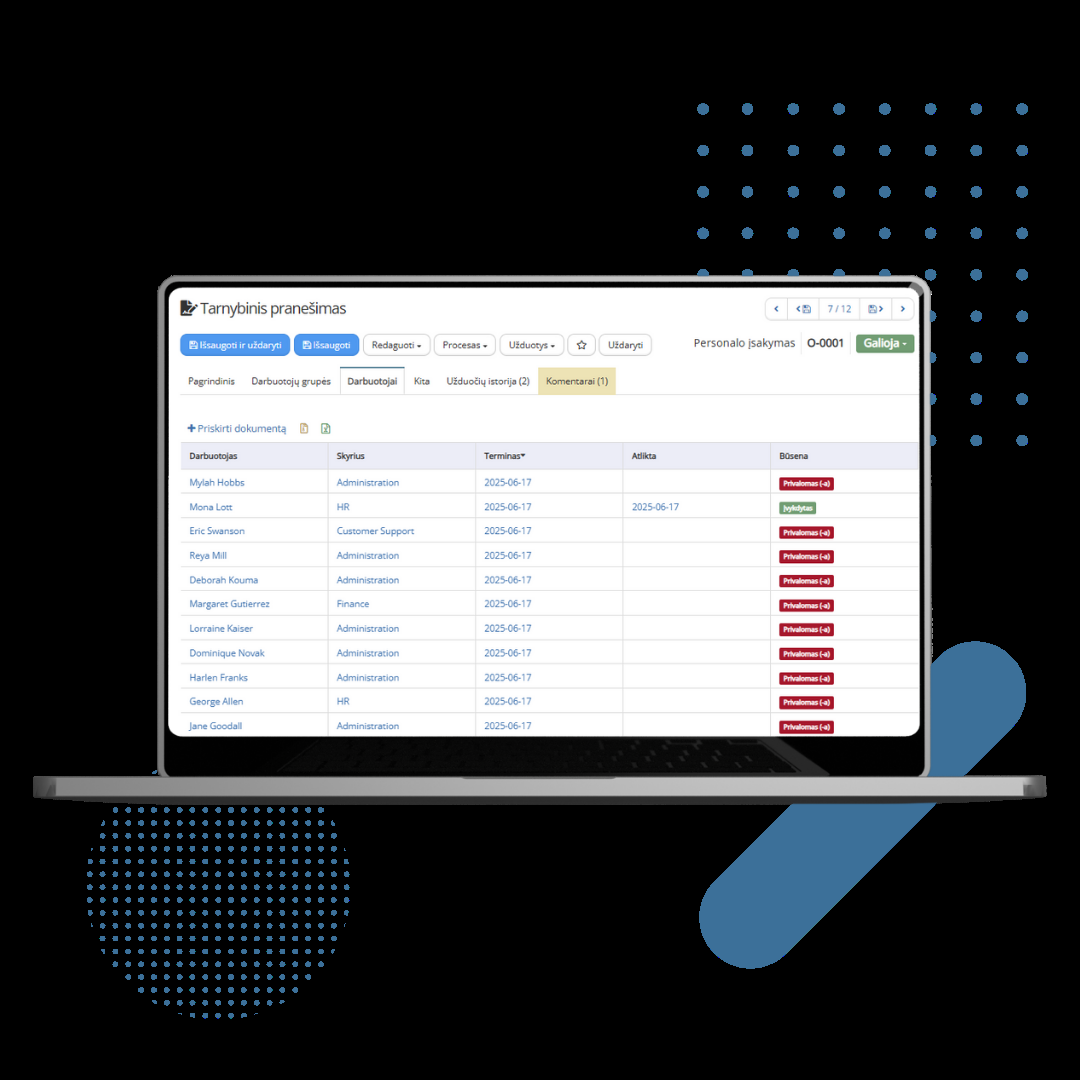 Tarnybinis pranešimas
7 / 12
Išsaugoti ir uždaryti Išsaugoti Redaguoti Procesas Užduotys Uždaryti Personalo įsakymas O-0001 Galioja
Pagrindinis Darbuotojų grupės Darbuotojai Kita Užduočių istorija (2) Komentarai (1)
Priskirti dokumentą
Darbuotojas Skyrius Terminas Atlikta Būsena
Mylah Hobbs Administration 2025-06-17 Privalomas (-a)
Mona Lott HR 2025-06-17 2025-06-17 Įvykdytas
Eric Swanson Customer Support 2025-06-17 Privalomas (-a)
Reya Mill Administration 2025-06-17 Privalomas (-a)
Deborah Kouma Administration 2025-06-17 Privalomas (-a)
Margaret Gutierrez Finance 2025-06-17 Privalomas (-a)
Lorraine Kaiser Administration 2025-06-17 Privalomas (-a)
Dominique Novak Administration 2025-06-17 Privalomas (-a)
Harlen Franks Administration 2025-06-17 Privalomas (-a)
George Allen HR 2025-06-17 Privalomas (-a)
Jane Goodall Administration 2025-06-17 Privalomas (-a)